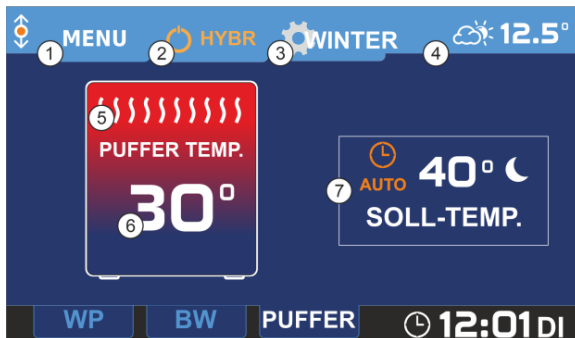 1 MENU 2 HYBR 3 WINTER 4 12.5°
5
PUFFER TEMP.
6 30°
7 AUTO 40°
SOLL-TEMP.
WP BW PUFFER 12:01 DI